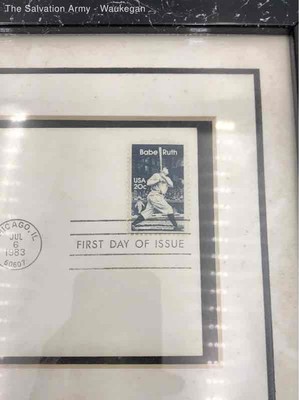 The Salvation Army - Waukegan
Babe Ruth
USA
20c
CHICAGO, IL
JUL
6
1983
60607
FIRST DAY OF ISSUE